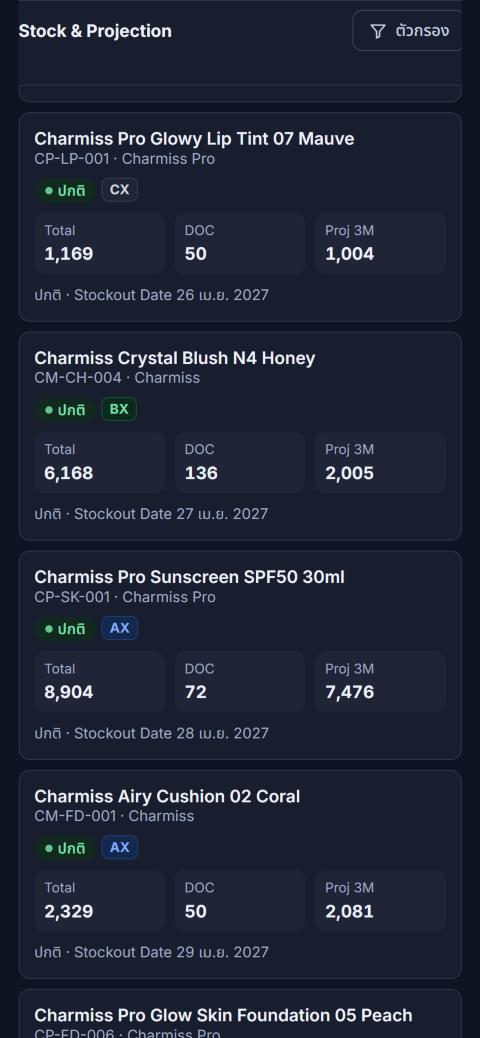 Stock & Projection
ตัวกรอง
Charmiss Pro Glowy Lip Tint 07 Mauve
CP-LP-001 · Charmiss Pro
ปกติ CX
Total DOC Proj 3M
1,169 50 1,004
ปกติ · Stockout Date 26 เม.ย. 2027
Charmiss Crystal Blush N4 Honey
CM-CH-004 · Charmiss
ปกติ BX
Total DOC Proj 3M
6,168 136 2,005
ปกติ · Stockout Date 27 เม.ย. 2027
Charmiss Pro Sunscreen SPF50 30ml
CP-SK-001 · Charmiss Pro
ปกติ AX
Total DOC Proj 3M
8,904 72 7,476
ปกติ · Stockout Date 28 เม.ย. 2027
Charmiss Airy Cushion 02 Coral
CM-FD-001 · Charmiss
ปกติ AX
Total DOC Proj 3M
2,329 50 2,081
ปกติ · Stockout Date 29 เม.ย. 2027
Charmiss Pro Glow Skin Foundation 05 Peach
CP-FD-006 · Charmiss Pro